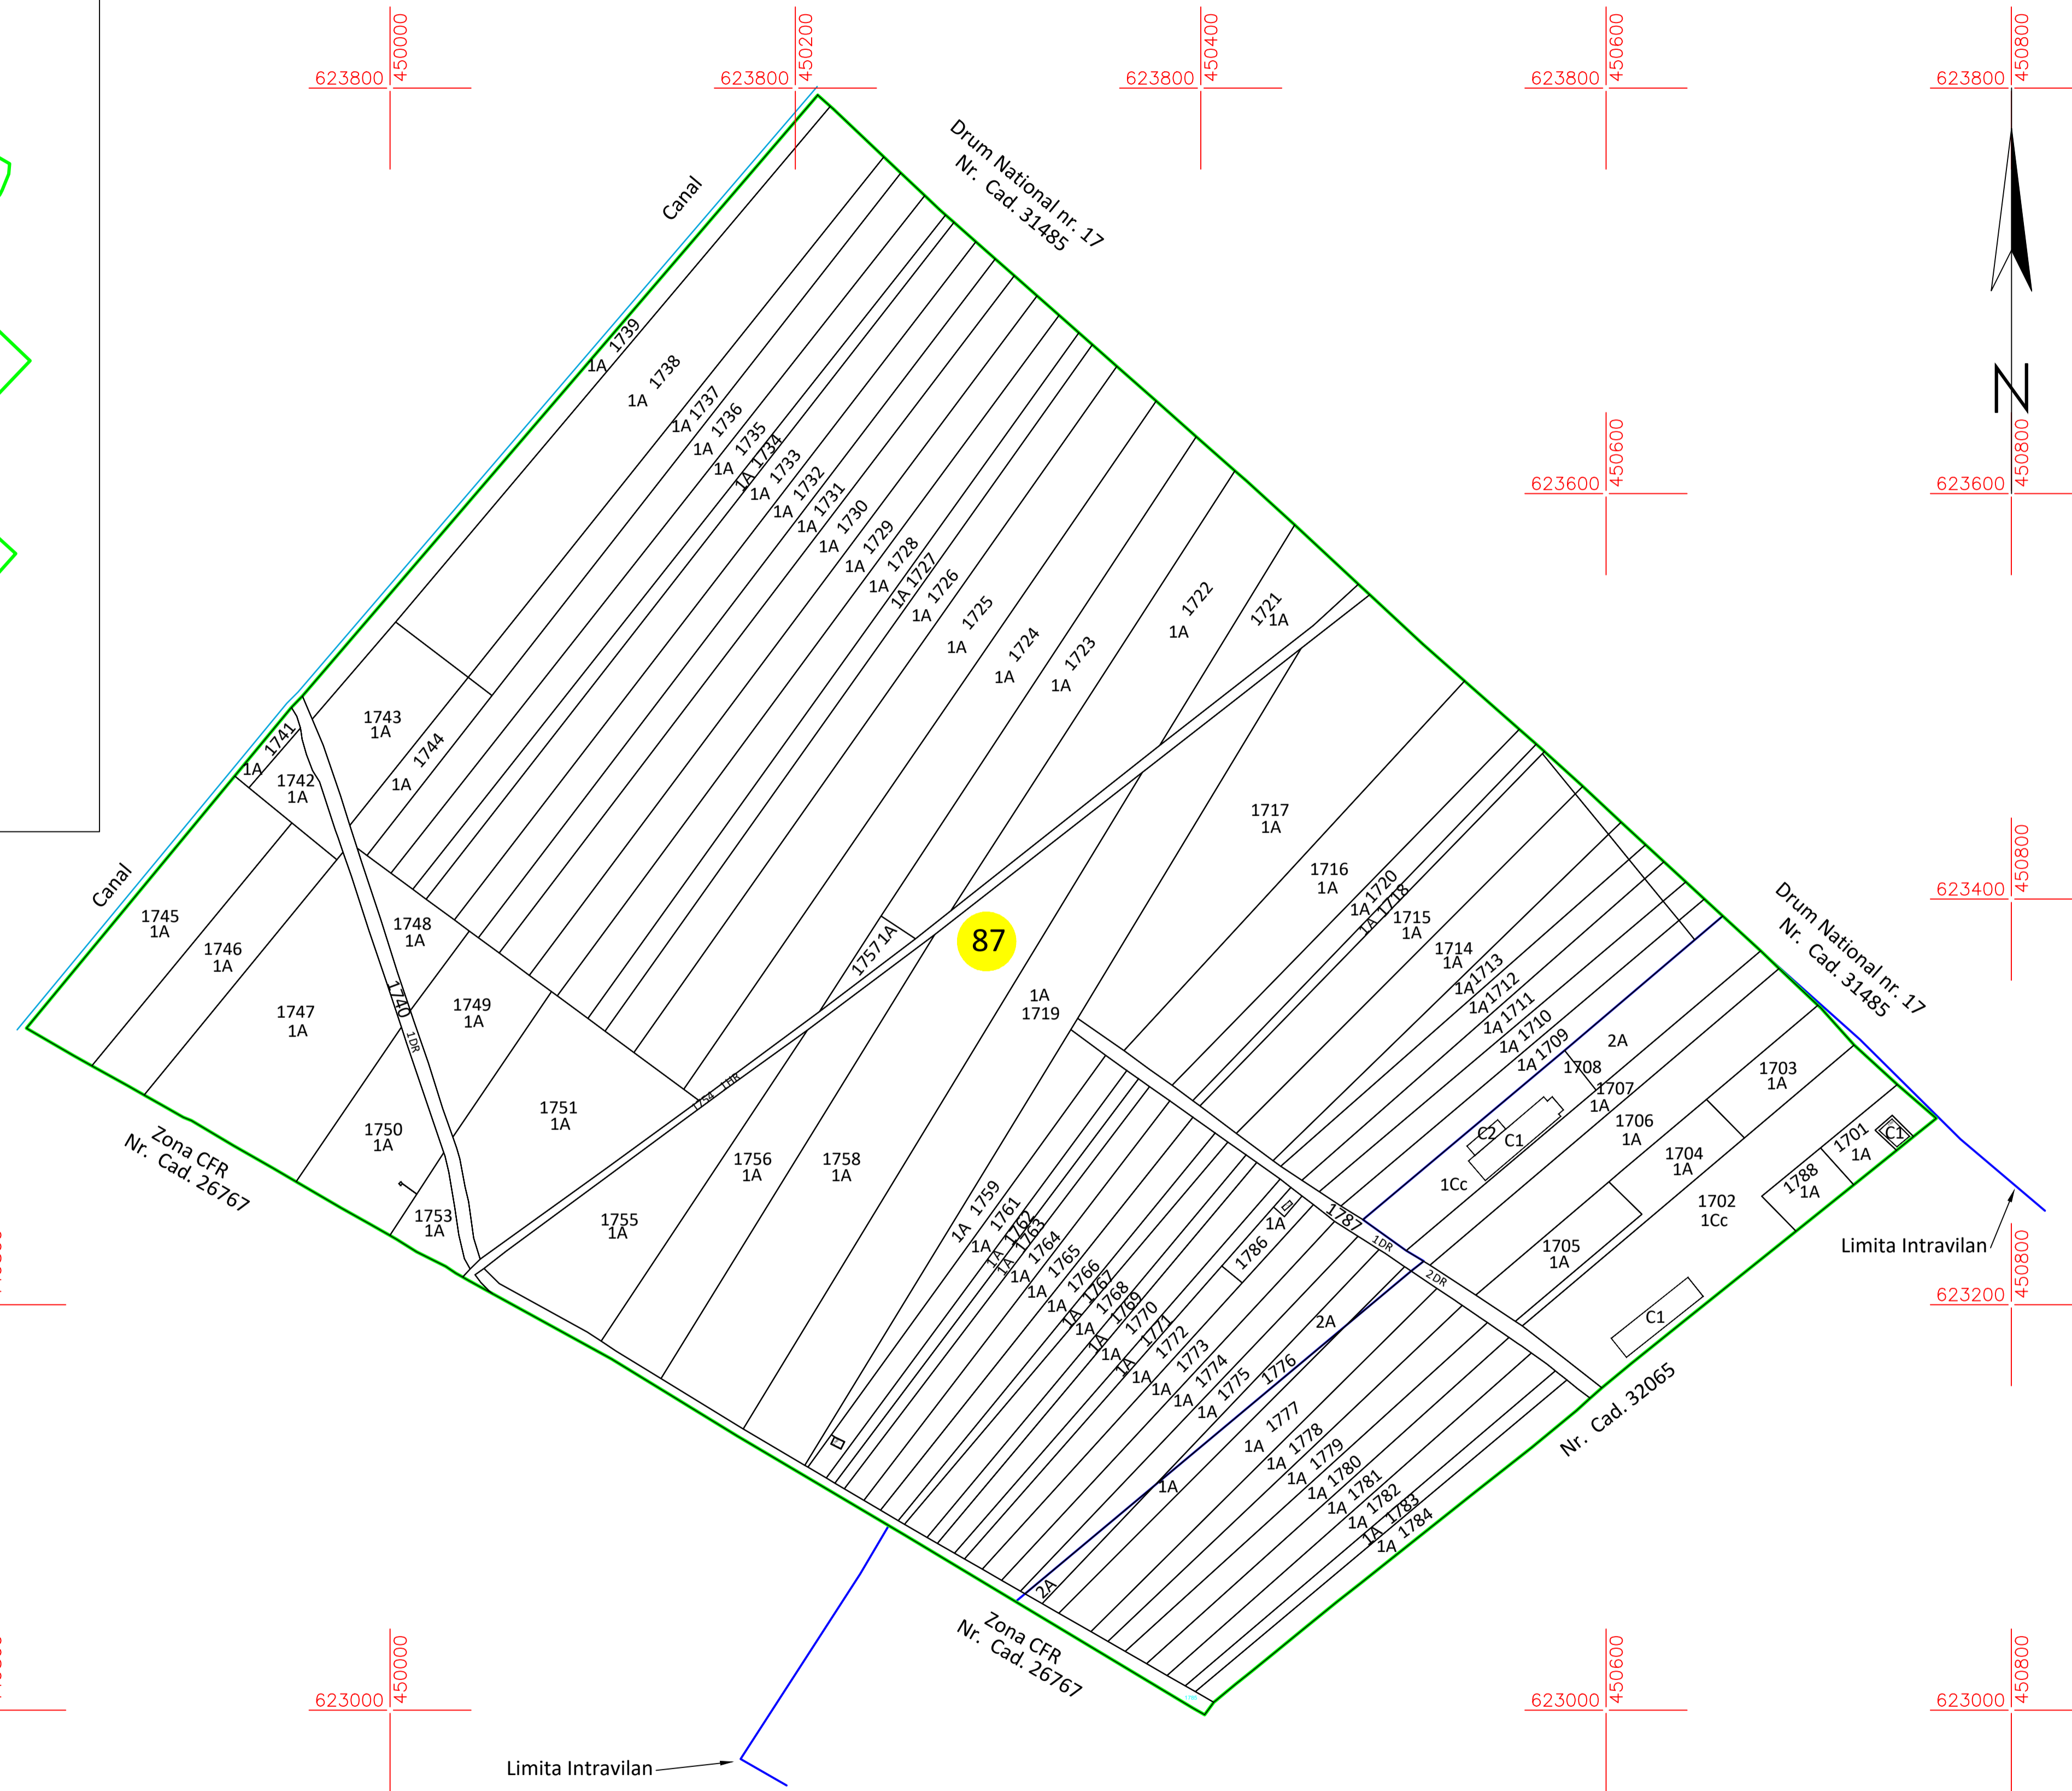 623800
450000
623800
450200
623800
450400
623800
450600
623800
450800
Drum National nr. 17
Nr. Cad. 31485
Canal
N
1739
1A
1738
1A
1737
1A
1736
1A
1735
1A
1734
1A
1733
1A
1732
1A
1731
1A
1730
1A
1729
1A
1728
1A
1727
1A
1726
1A
1725
1A
1724
1A
1723
1A
1722
1A
1721
1A
623600
450600
623600
450800
1743
1A
1744
1A
1741
1A
1742
1A
Canal
1745
1A
1746
1A
1747
1A
1748
1A
1749
1A
1740
1DR
1750
1A
1751
1A
1753
1A
1754
1HR
1755
1A
1756
1A
1757
1A
1758
1A
87
1A
1719
1717
1A
1716
1A
1720
1A
1718
1A
1715
1A
1714
1A
1713
1A
1712
1A
1711
1A
1710
1A
1709
1A
1708
2A
1707
1A
1706
1A
1703
1A
1704
1A
1705
1A
1702
1Cc
1701
1A
C1
1788
1A
C2
C1
1Cc
C1
623400
450800
Drum National nr. 17
Nr. Cad. 31485
Limita Intravilan
623200
450800
Zona CFR
Nr. Cad. 26767
1759
1A
1761
1A
1762
1A
1763
1A
1764
1A
1765
1A
1766
1A
1767
1A
1768
1A
1769
1A
1770
1A
1771
1A
1772
1A
1773
1A
1774
1A
1775
1A
1776
2A
1A
2A
1786
1A
1787
1DR
2DR
1777
1A
1778
1A
1779
1A
1780
1A
1781
1A
1782
1A
1783
1A
1784
1A
Nr. Cad. 32065
Zona CFR
Nr. Cad. 26767
623000
450000
623000
450600
623000
450800
Limita Intravilan